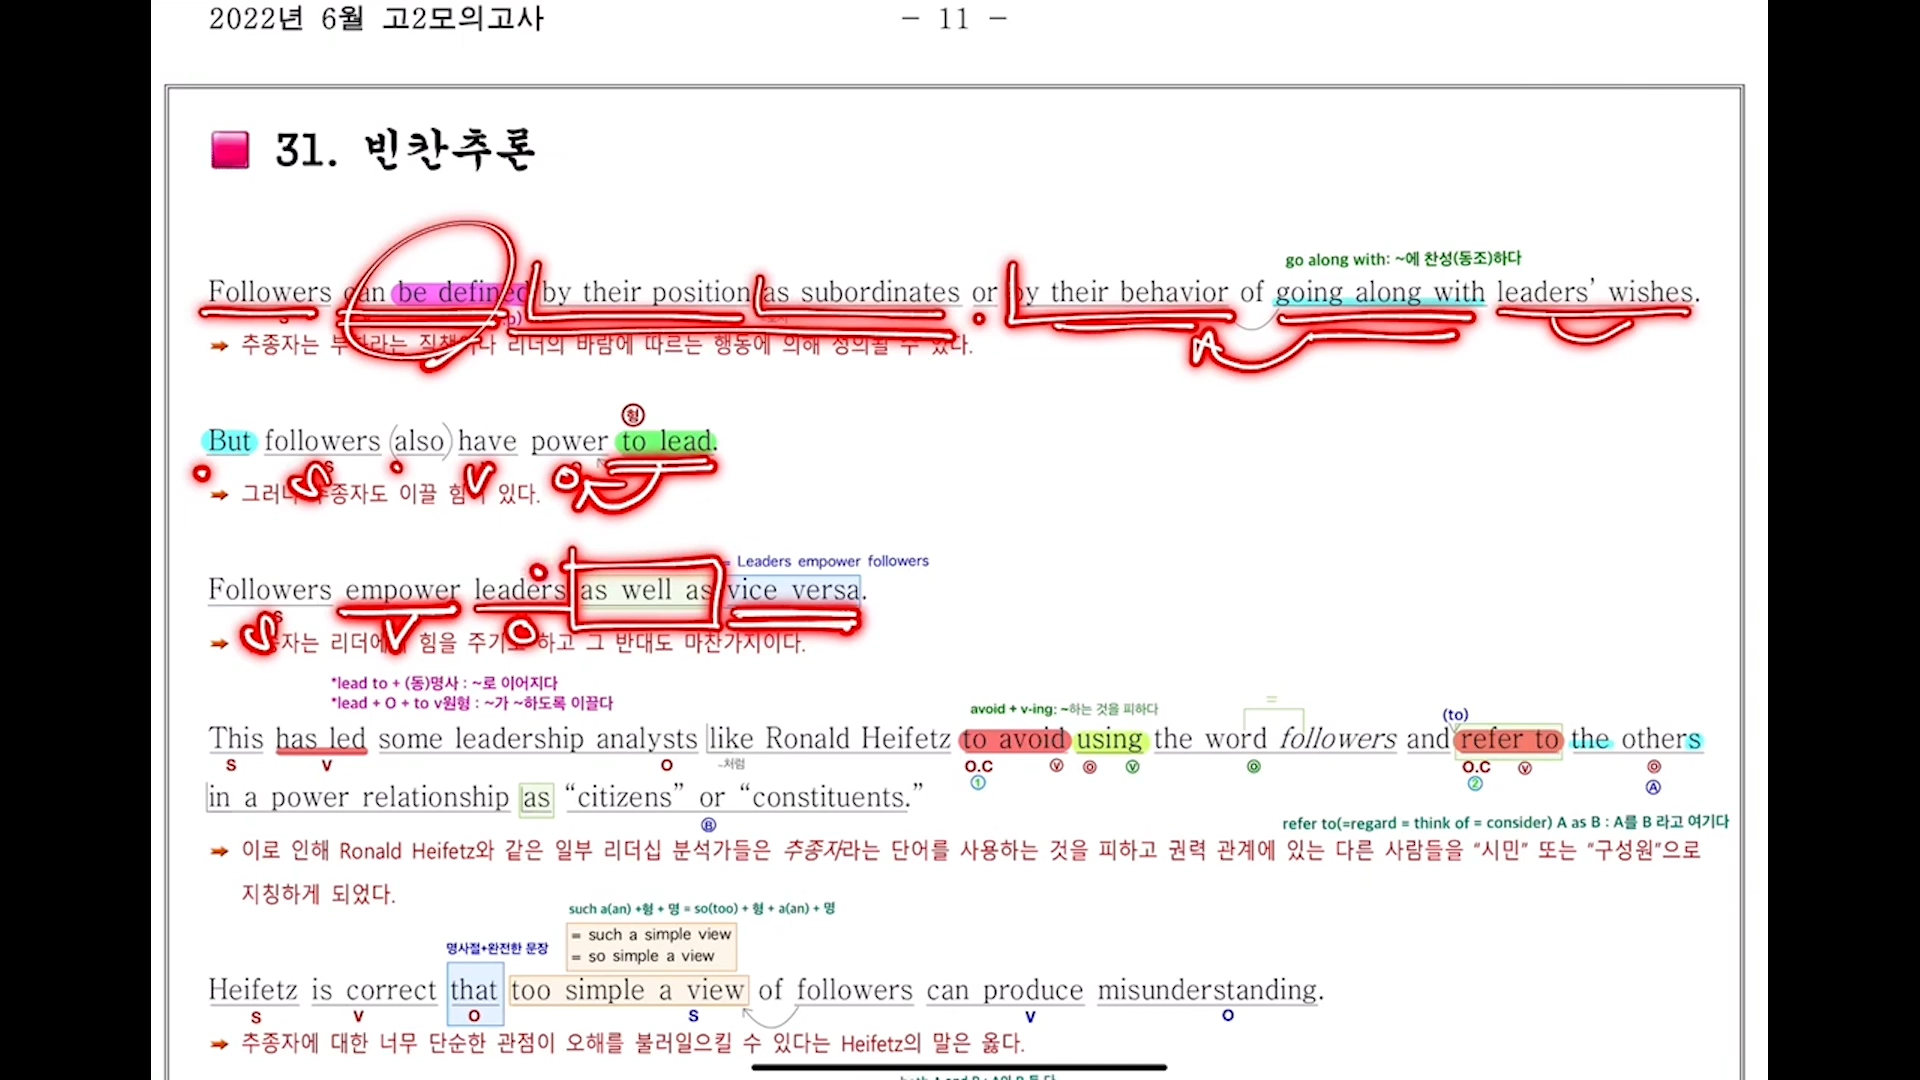 2022년 6월 고2모의고사
- 11 -
31. 빈칸추론
go along with: ~에 찬성(동조)하다
Followers can be defined by their position as subordinates or by their behavior of going along with leaders' wishes.
➡ 추종자는 리더의 바람에 따르는 행동에 의해 정의될 수 있다.
형
But followers (also) have power to lead.
S V O
➡ 그러나 추종자도 이끌 힘이 있다.
= Leaders empower followers
Followers empower leaders as well as vice versa.
S V O
➡ 추종자는 리더에게 힘을 주기도 하고 그 반대도 마찬가지이다.
*lead to + (동)명사 : ~로 이어지다
*lead + O + to v원형 : ~가 ~하도록 이끌다
avoid + v-ing: ~하는 것을 피하다
=
(to)
This has led some leadership analysts like Ronald Heifetz to avoid using the word followers and refer to the others
S V O ~처럼 O.C ⓥ ⓞ ⓥ ⓞ O.C ⓥ ⓞ
① ② Ⓐ
in a power relationship as “citizens” or “constituents.”
Ⓑ
refer to(=regard = think of = consider) A as B : A를 B 라고 여기다
➡ 이로 인해 Ronald Heifetz와 같은 일부 리더십 분석가들은 추종자라는 단어를 사용하는 것을 피하고 권력 관계에 있는 다른 사람들을 “시민” 또는 “구성원”으로
지칭하게 되었다.
such a(an) +형 + 명 = so(too) + 형 + a(an) + 명
= such a simple view
= so simple a view
명사절+완전한 문장
Heifetz is correct that too simple a view of followers can produce misunderstanding.
S V O S V O
➡ 추종자에 대한 너무 단순한 관점이 오해를 불러일으킬 수 있다는 Heifetz의 말은 옳다.